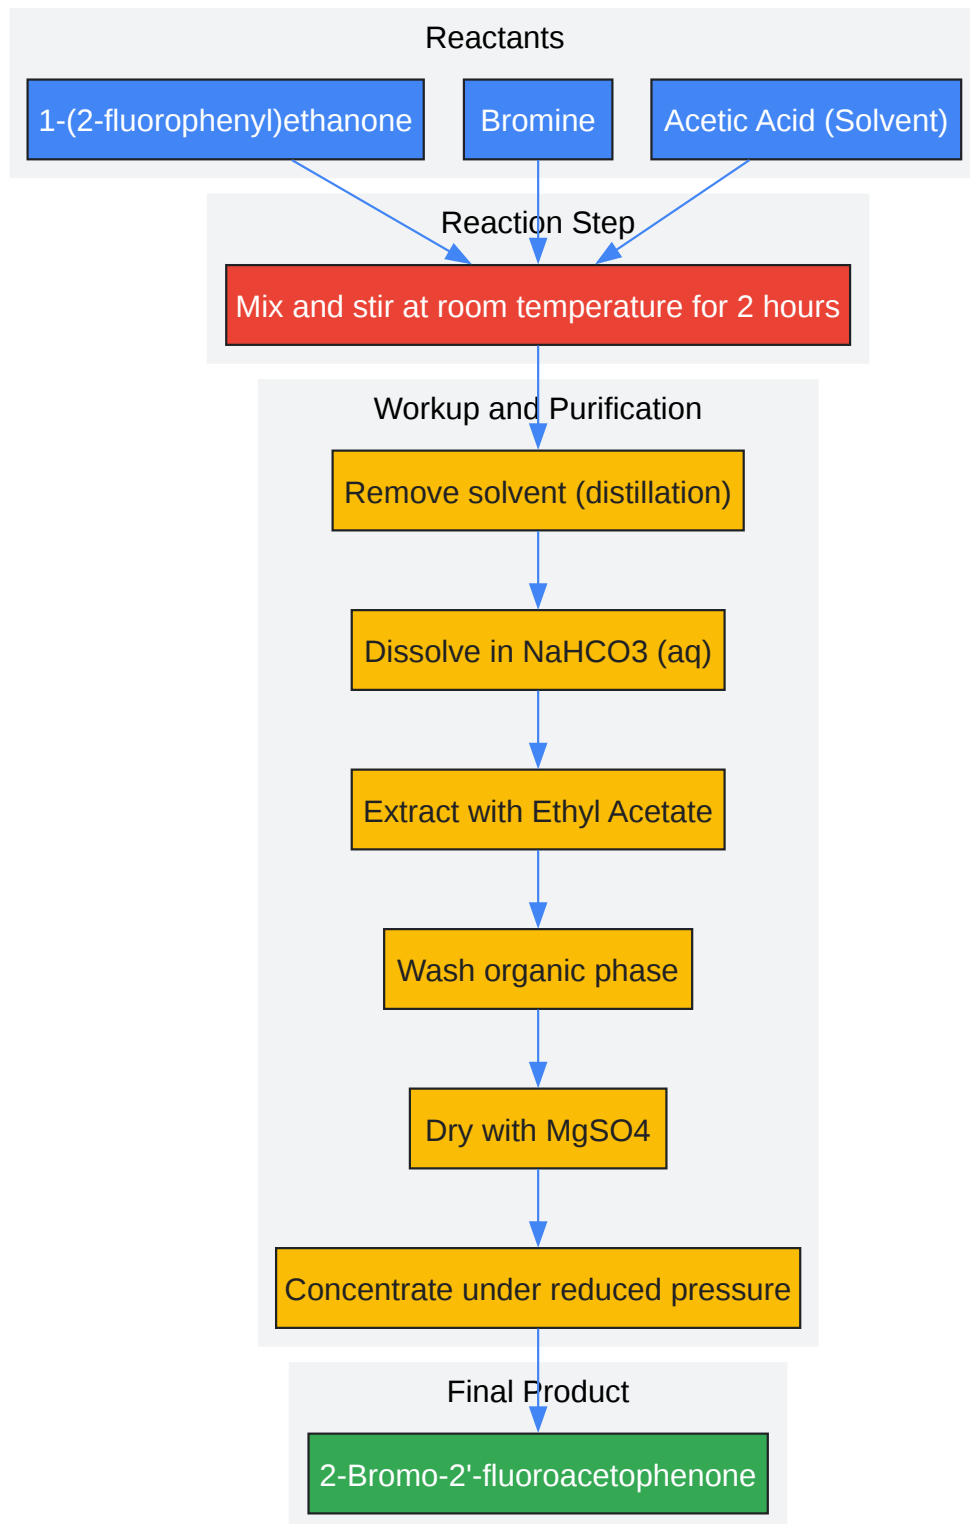 Reactants
1-(2-fluorophenyl)ethanone
Bromine
Acetic Acid (Solvent)
Reaction Step
Mix and stir at room temperature for 2 hours
Workup and Purification
Remove solvent (distillation)
Dissolve in NaHCO3 (aq)
Extract with Ethyl Acetate
Wash organic phase
Dry with MgSO4
Concentrate under reduced pressure
Final Product
2-Bromo-2'-fluoroacetophenone